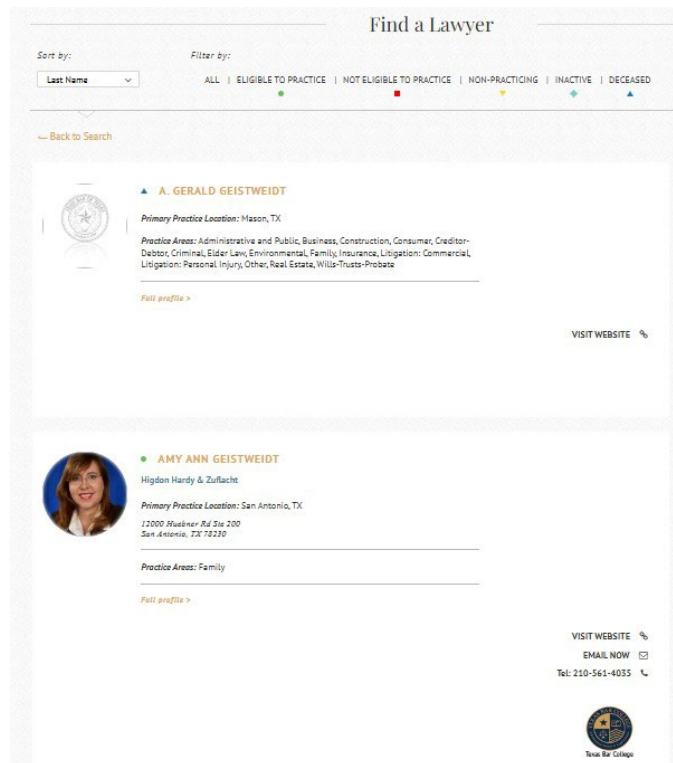 Find a Lawyer
Sort by:
Filter by:
Last Name
ALL | ELIGIBLE TO PRACTICE | NOT ELIGIBLE TO PRACTICE | NON-PRACTICING | INACTIVE | DECEASED
Back to Search
A. GERALD GEISTWEIDT
Primary Practice Location: Mason, TX
Practice Areas: Administrative and Public, Business, Construction, Consumer, Creditor-
Debtor, Criminal, Elder Law, Environmental, Family, Insurance, Litigation: Commercial,
Litigation: Personal Injury, Other, Real Estate, Wills-Trusts-Probate
Full profile >
VISIT WEBSITE
AMY ANN GEISTWEIDT
Higdon Hardy & Zuflacht
Primary Practice Location: San Antonio, TX
12000 Huebner Rd Ste 200
San Antonio, TX 78230
Practice Areas: Family
Full profile >
VISIT WEBSITE
EMAIL NOW
Tel: 210-561-4035
Texas Bar College